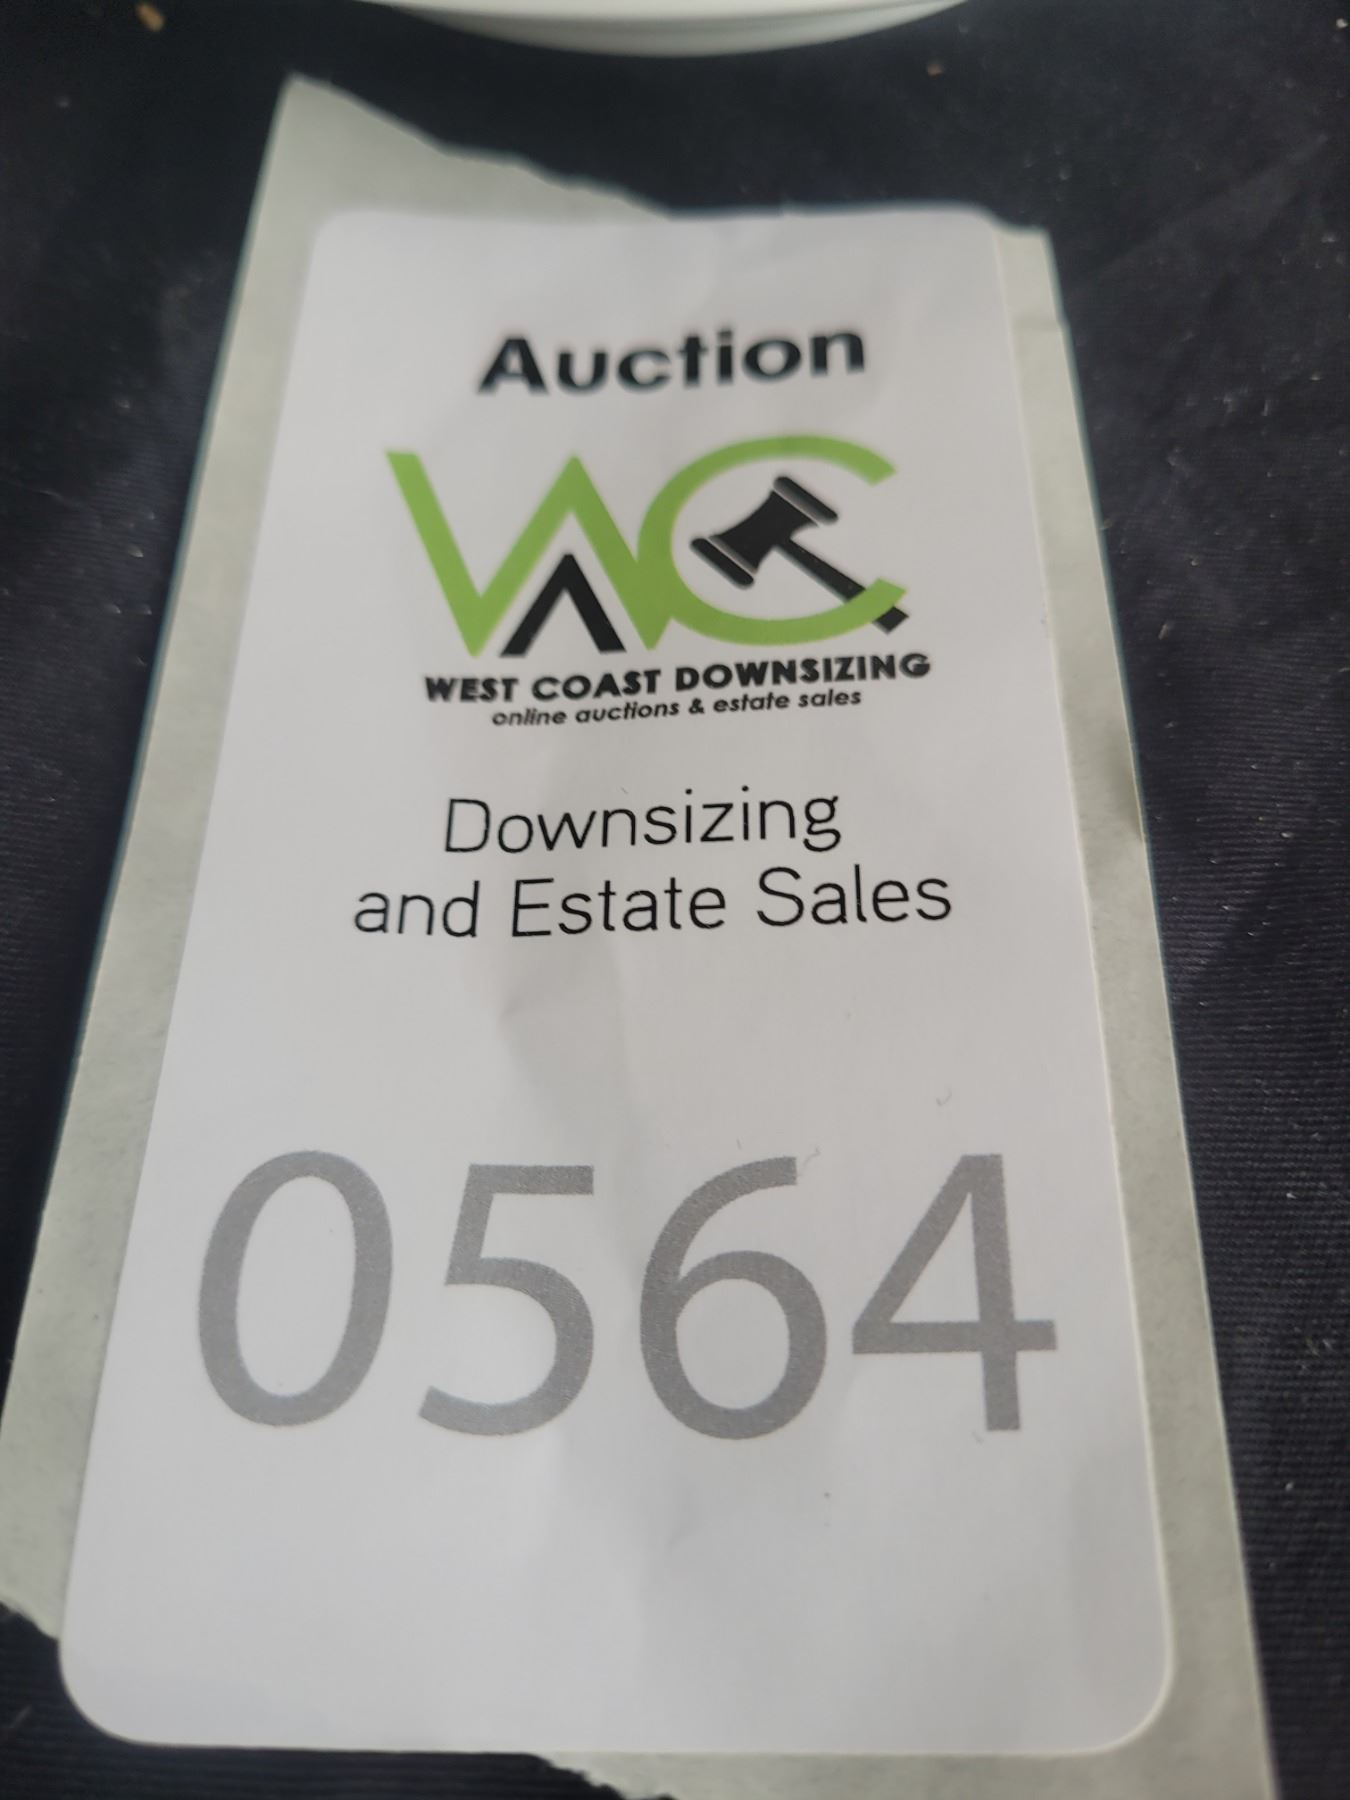 Auction
WC
WEST COAST DOWNSIZING
online auctions & estate sales
Downsizing
and Estate Sales
0564